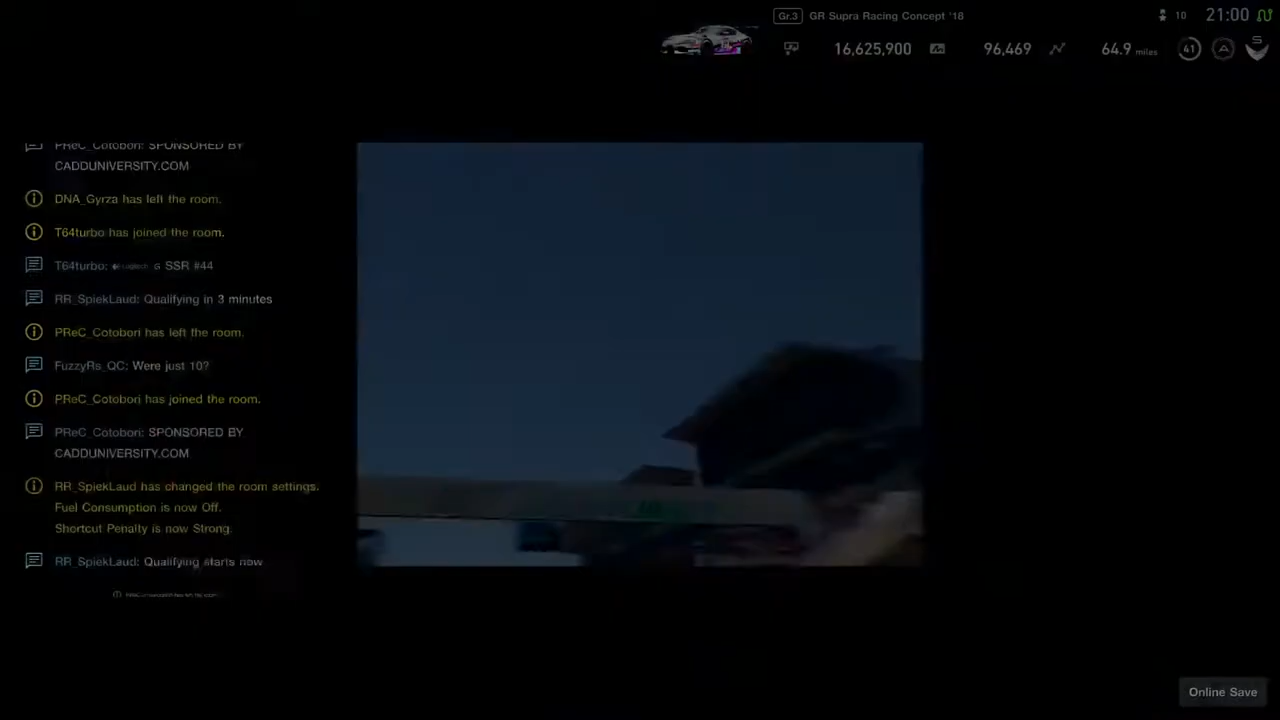 Gr.3 GR Supra Racing Concept '18
10 21:00
16,625,900 96,469 64.9 miles 41 A S
PReC_Cotobori: SPONSORED BY
CADDUNIVERSITY.COM
DNA_Gyrza has left the room.
T64turbo has joined the room.
T64turbo: G SSR #44
RR_SpiekLaud: Qualifying in 3 minutes
PReC_Cotobori has left the room.
FuzzyRs_QC: Were just 10?
PReC_Cotobori has joined the room.
PReC_Cotobori: SPONSORED BY
CADDUNIVERSITY.COM
RR_SpiekLaud has changed the room settings.
Fuel Consumption is now Off.
Shortcut Penalty is now Strong.
RR_SpiekLaud: Qualifying starts now
Online Save